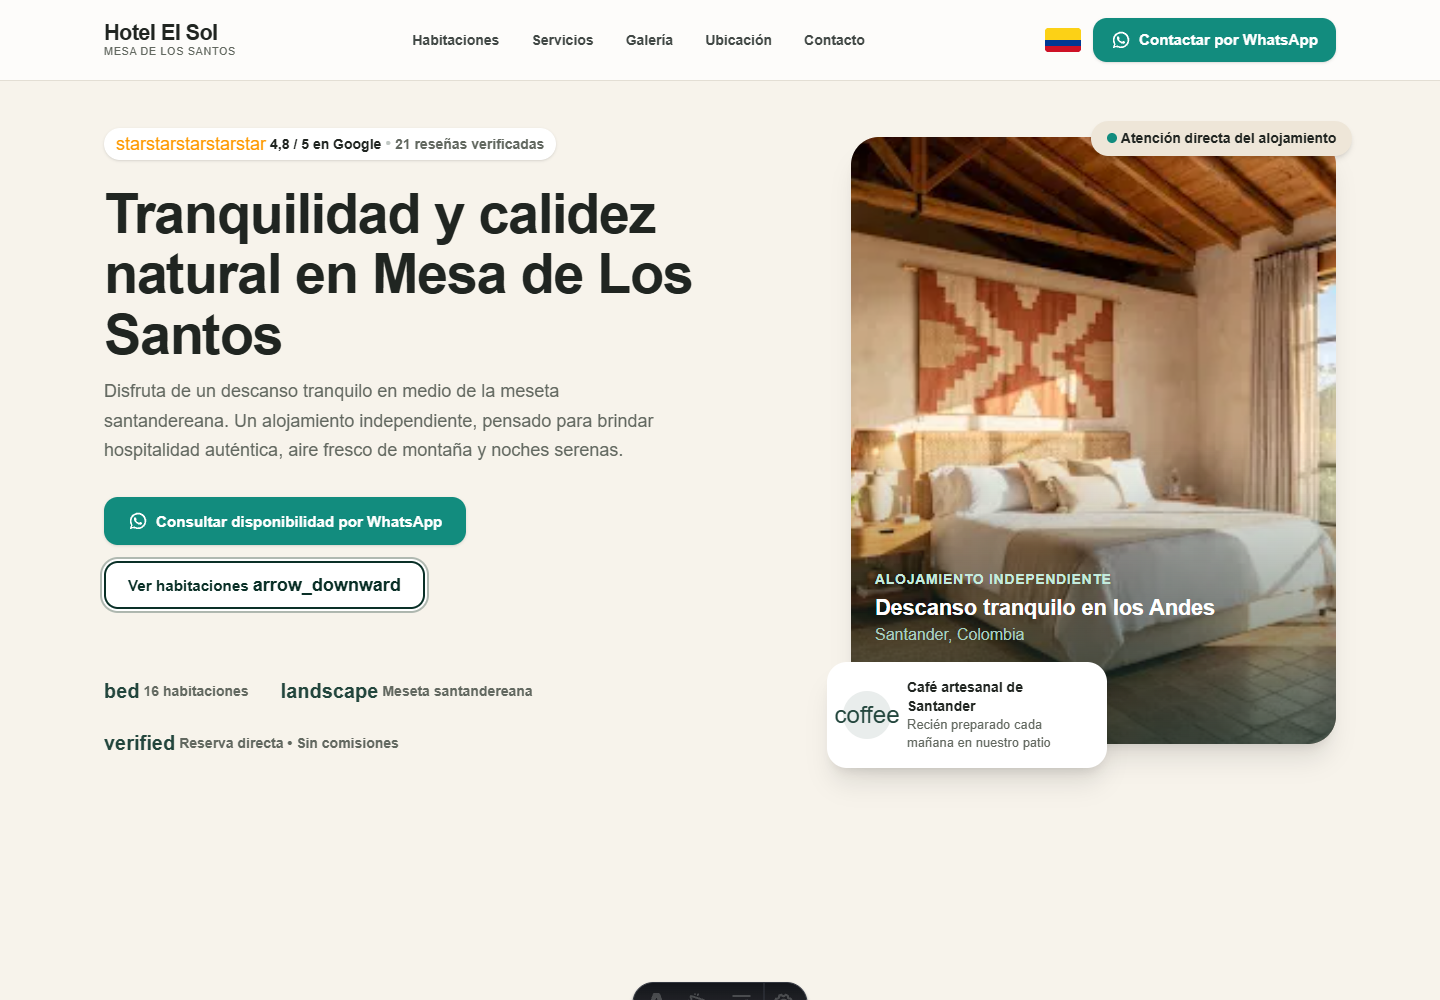 Hotel El Sol
MESA DE LOS SANTOS
Habitaciones
Servicios
Galería
Ubicación
Contacto
Contactar por WhatsApp
starstarstarstarstar 4,8 / 5 en Google • 21 reseñas verificadas
Tranquilidad y calidez
natural en Mesa de Los
Santos
Disfruta de un descanso tranquilo en medio de la meseta
santandereana. Un alojamiento independiente, pensado para brindar
hospitalidad auténtica, aire fresco de montaña y noches serenas.
Consultar disponibilidad por WhatsApp
Ver habitaciones arrow_downward
bed 16 habitaciones
landscape Meseta santandereana
verified Reserva directa • Sin comisiones
Atención directa del alojamiento
ALOJAMIENTO INDEPENDIENTE
Descanso tranquilo en los Andes
Santander, Colombia
coffee
Café artesanal de
Santander
Recién preparado cada
mañana en nuestro patio